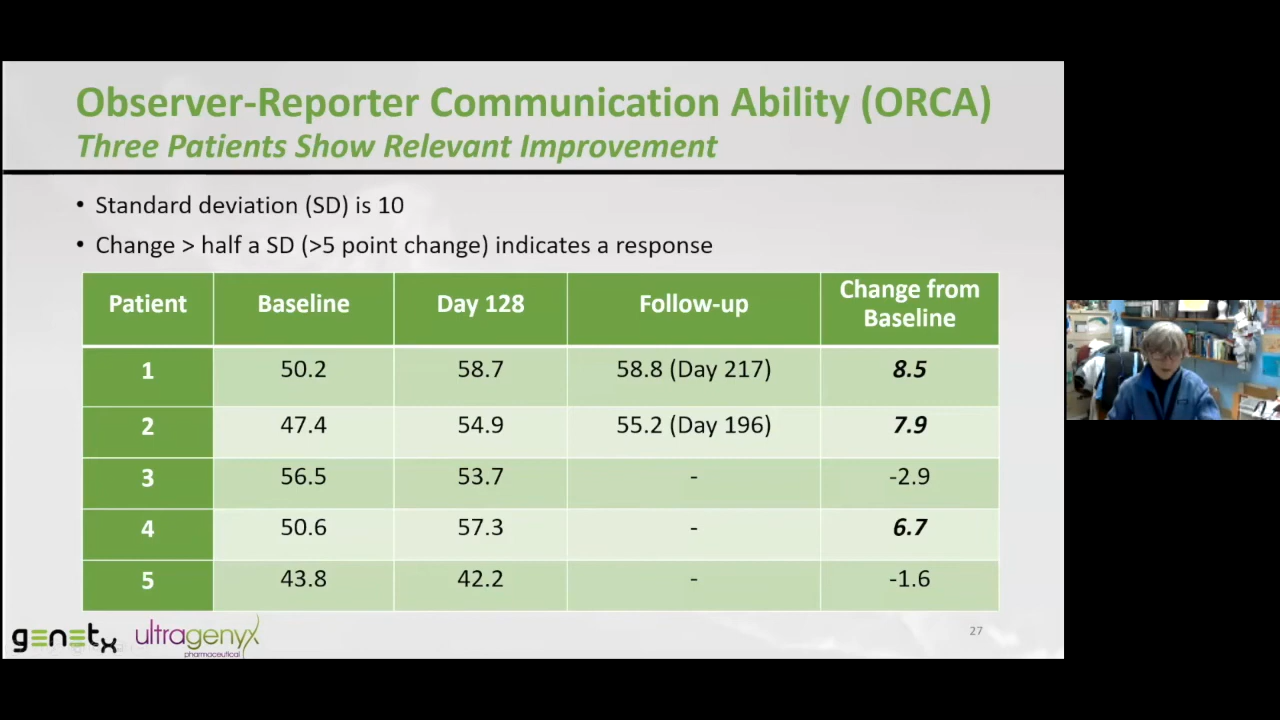 Observer-Reporter Communication Ability (ORCA)
Three Patients Show Relevant Improvement
• Standard deviation (SD) is 10
• Change > half a SD (>5 point change) indicates a response
Patient Baseline Day 128 Follow-up Change from Baseline
1 50.2 58.7 58.8 (Day 217) 8.5
2 47.4 54.9 55.2 (Day 196) 7.9
3 56.5 53.7 - -2.9
4 50.6 57.3 - 6.7
5 43.8 42.2 - -1.6
genetx ultragenyx
pharmaceutical
27